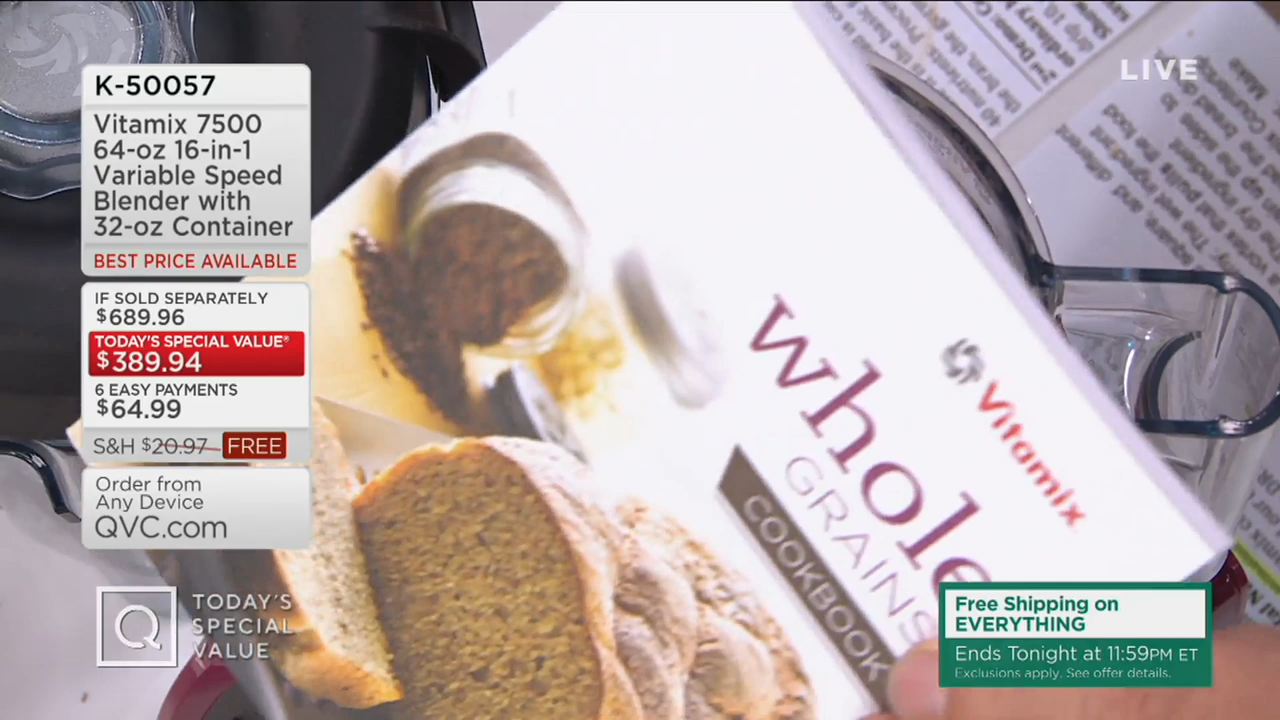 K-50057
Vitamix 7500
64-oz 16-in-1
Variable Speed
Blender with
32-oz Container
BEST PRICE AVAILABLE
IF SOLD SEPARATELY
$689.96
TODAY'S SPECIAL VALUE®
$389.94
6 EASY PAYMENTS
$64.99
S&H $20.97 FREE
Order from
Any Device
QVC.com
Q
TODAY'S
SPECIAL
VALUE
LIVE
Vitamix
whole
GRAINS
COOKBOOK
Free Shipping on
EVERYTHING
Ends Tonight at 11:59PM ET
Exclusions apply. See offer details.